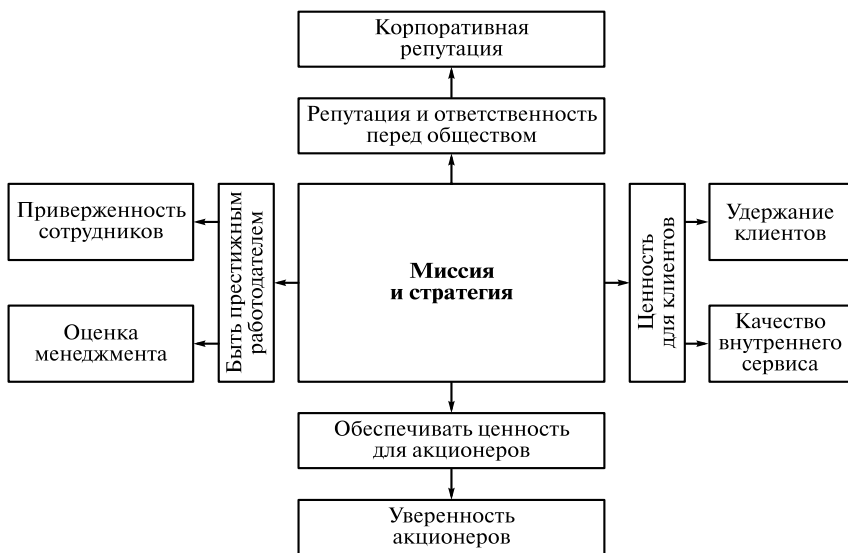 Корпоративная
репутация
Репутация и ответственность
перед обществом
Приверженность
сотрудников
Оценка
менеджмента
Быть престижным
работодателем
Миссия
и стратегия
Ценность
для клиентов
Удержание
клиентов
Качество
внутреннего
сервиса
Обеспечивать ценность
для акционеров
Уверенность
акционеров